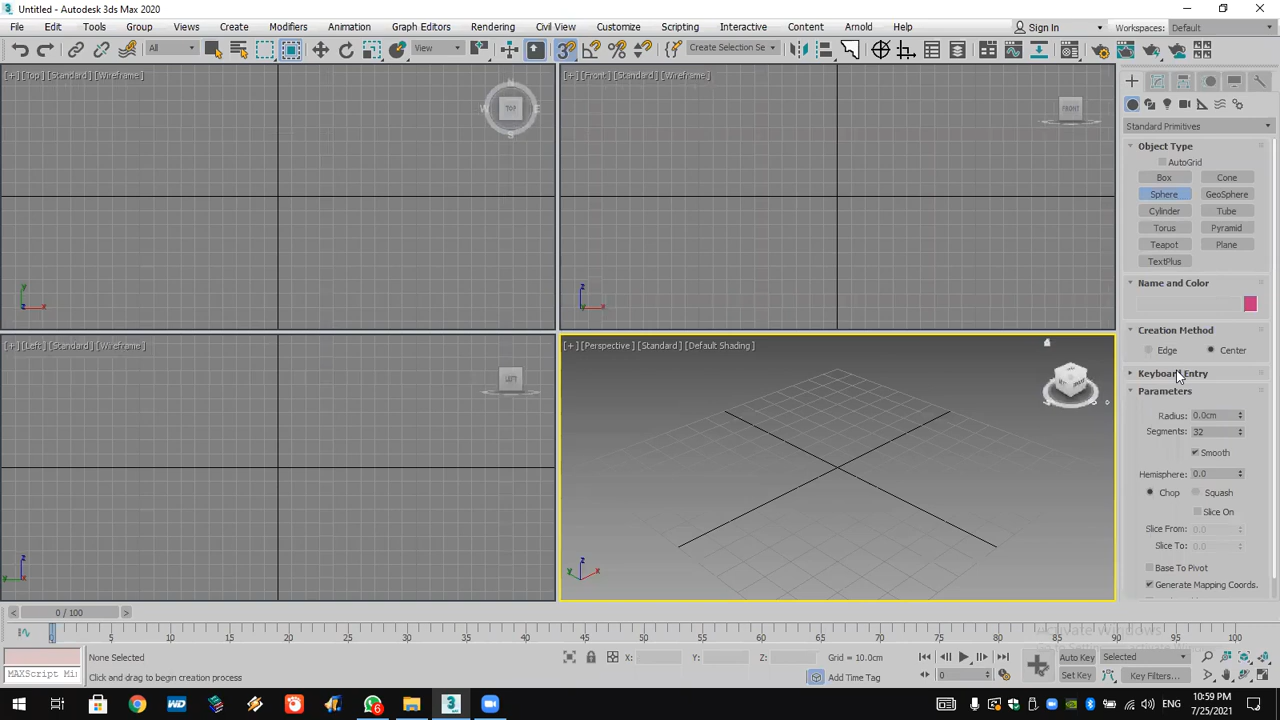 Untitled - Autodesk 3ds Max 2020
File Edit Tools Group Views Create Modifiers Animation Graph Editors Rendering Civil View Customize Scripting Interactive Content Arnold Help Sign In Workspaces: Default
All View Create Selection Se
[+] [Top] [Standard] [Wireframe]
N
W TOP E
S
[+] [Front] [Standard] [Wireframe]
FRONT
Standard Primitives
Object Type
AutoGrid
Box Cone
Sphere GeoSphere
Cylinder Tube
Torus Pyramid
Teapot Plane
TextPlus
Name and Color
Creation Method
Edge Center
Keyboard Entry
Parameters
Radius: 0.0cm
Segments: 32
Smooth
Hemisphere: 0.0
Chop Squash
Slice On
Slice From: 0.0
Slice To: 0.0
Base To Pivot
Generate Mapping Coords.
y
x
z
z
x
y
[+] [Left] [Standard] [Wireframe]
LEFT
[+] [Perspective] [Standard] [Default Shading]
z
y
x
z
y x
0 / 100
0 5 10 15 20 25 30 35 40 45 50 55 60 65 70 75 80 85 90 95 100
Activate Windows
None Selected X: Y: Z: Grid = 10.0cm Auto Key Selected
MAXScript Mi Click and drag to begin creation process Add Time Tag 0 Set Key Key Filters...
WD 6 3 MAX ENG 10:59 PM
7/25/2021